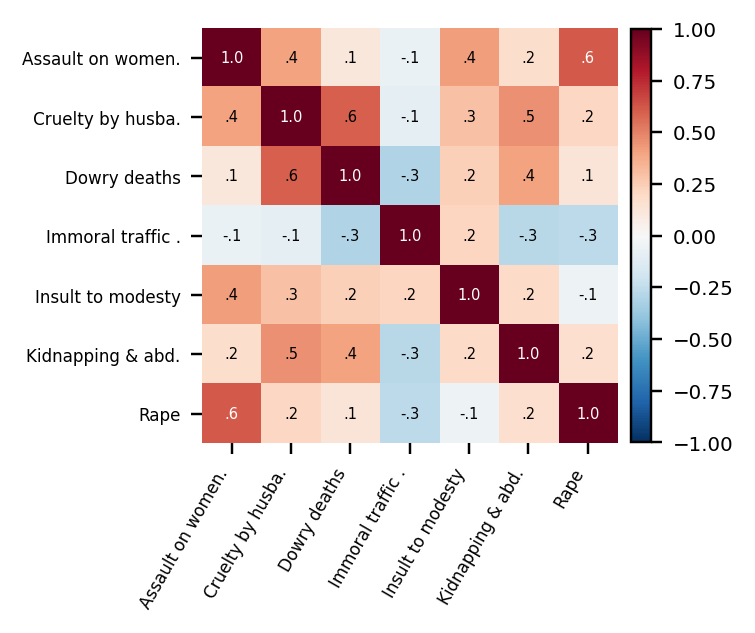 Assault on women. 1.0 .4 .1 -.1 .4 .2 .6
Cruelty by husba. .4 1.0 .6 -.1 .3 .5 .2
Dowry deaths .1 .6 1.0 -.3 .2 .4 .1
Immoral traffic . -.1 -.1 -.3 1.0 .2 -.3 -.3
Insult to modesty .4 .3 .2 .2 1.0 .2 -.1
Kidnapping & abd. .2 .5 .4 -.3 .2 1.0 .2
Rape .6 .2 .1 -.3 -.1 .2 1.0
Assault on women.
Cruelty by husba.
Dowry deaths
Immoral traffic .
Insult to modesty
Kidnapping & abd.
Rape
1.00
0.75
0.50
0.25
0.00
−0.25
−0.50
−0.75
−1.00